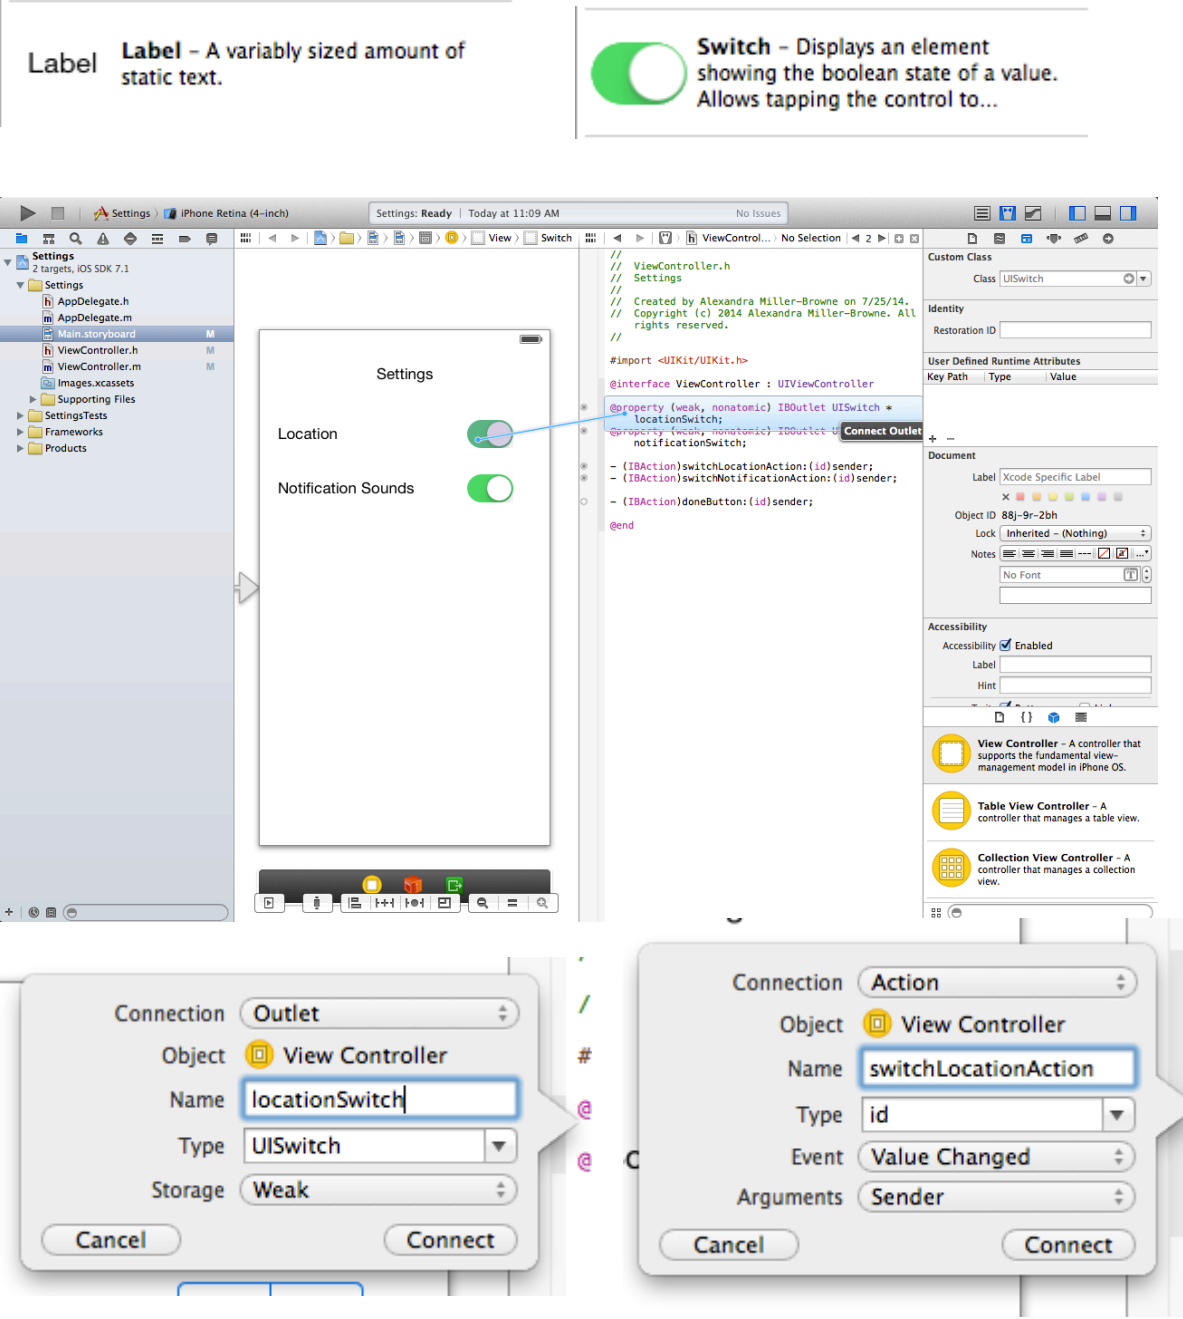 Label
Label – A variably sized amount of
static text.
Switch – Displays an element
showing the boolean state of a value.
Allows tapping the control to...
Settings
iPhone Retina (4-inch)
Settings: Ready | Today at 11:09 AM
No Issues
View
Switch
ViewControl...
No Selection
2
Settings
2 targets, iOS SDK 7.1
Settings
AppDelegate.h
AppDelegate.m
Main.storyboard M
ViewController.h M
ViewController.m M
Images.xcassets
Supporting Files
SettingsTests
Frameworks
Products
Settings
Location
Notification Sounds
//
// ViewController.h
// Settings
//
// Created by Alexandra Miller-Browne on 7/25/14.
// Copyright (c) 2014 Alexandra Miller-Browne. All
rights reserved.
//
#import <UIKit/UIKit.h>
@interface ViewController : UIViewController
@property (weak, nonatomic) IBOutlet UISwitch *
locationSwitch;
@property (weak, nonatomic) IBOutlet
Connect Outlet
notificationSwitch;
- (IBAction)switchLocationAction:(id)sender;
- (IBAction)switchNotificationAction:(id)sender;
- (IBAction)doneButton:(id)sender;
@end
Custom Class
Class UISwitch
Identity
Restoration ID
User Defined Runtime Attributes
Key Path Type Value
+ −
Document
Label Xcode Specific Label
Object ID 88j-9r-2bh
Lock Inherited - (Nothing)
Notes
No Font
Accessibility
Accessibility Enabled
Label
Hint
View Controller – A controller that
supports the fundamental view-
management model in iPhone OS.
Table View Controller – A
controller that manages a table view.
Collection View Controller – A
controller that manages a collection
view.
Connection Outlet
Object View Controller
Name locationSwitch
Type UISwitch
Storage Weak
Cancel Connect
/
#
@
@
Connection Action
Object View Controller
Name switchLocationAction
Type id
Event Value Changed
Arguments Sender
Cancel Connect